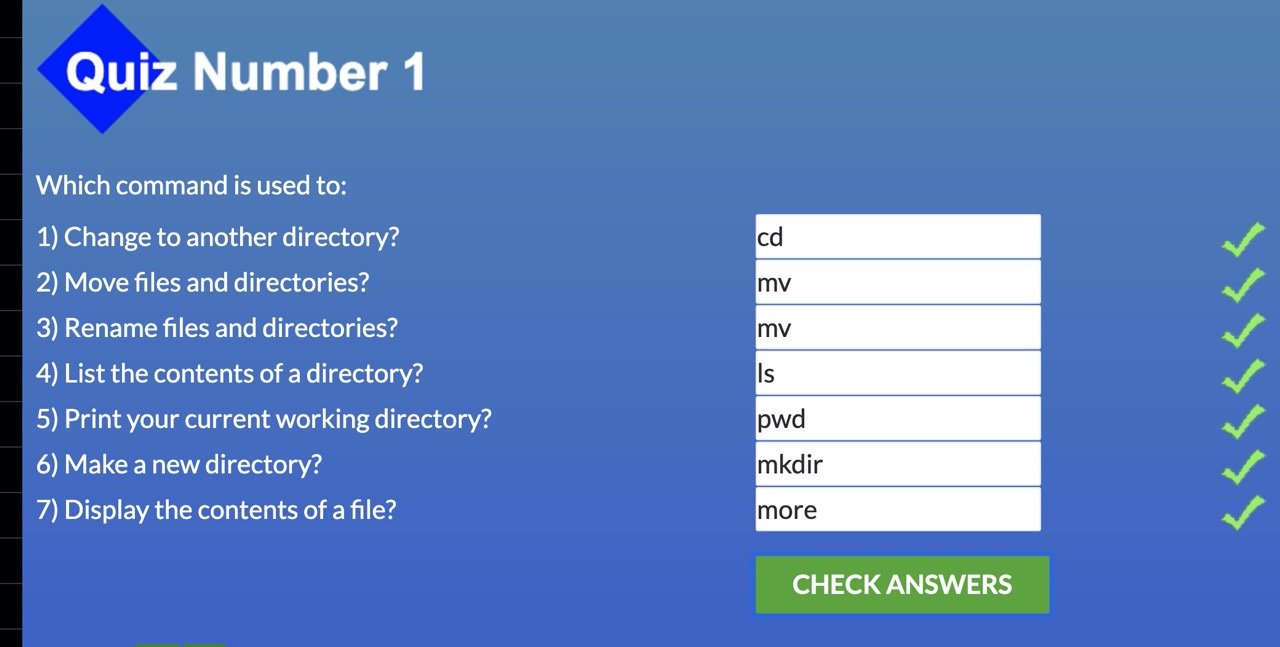 Quiz Number 1
Which command is used to:
1) Change to another directory? cd
2) Move files and directories? mv
3) Rename files and directories? mv
4) List the contents of a directory? ls
5) Print your current working directory? pwd
6) Make a new directory? mkdir
7) Display the contents of a file? more
CHECK ANSWERS